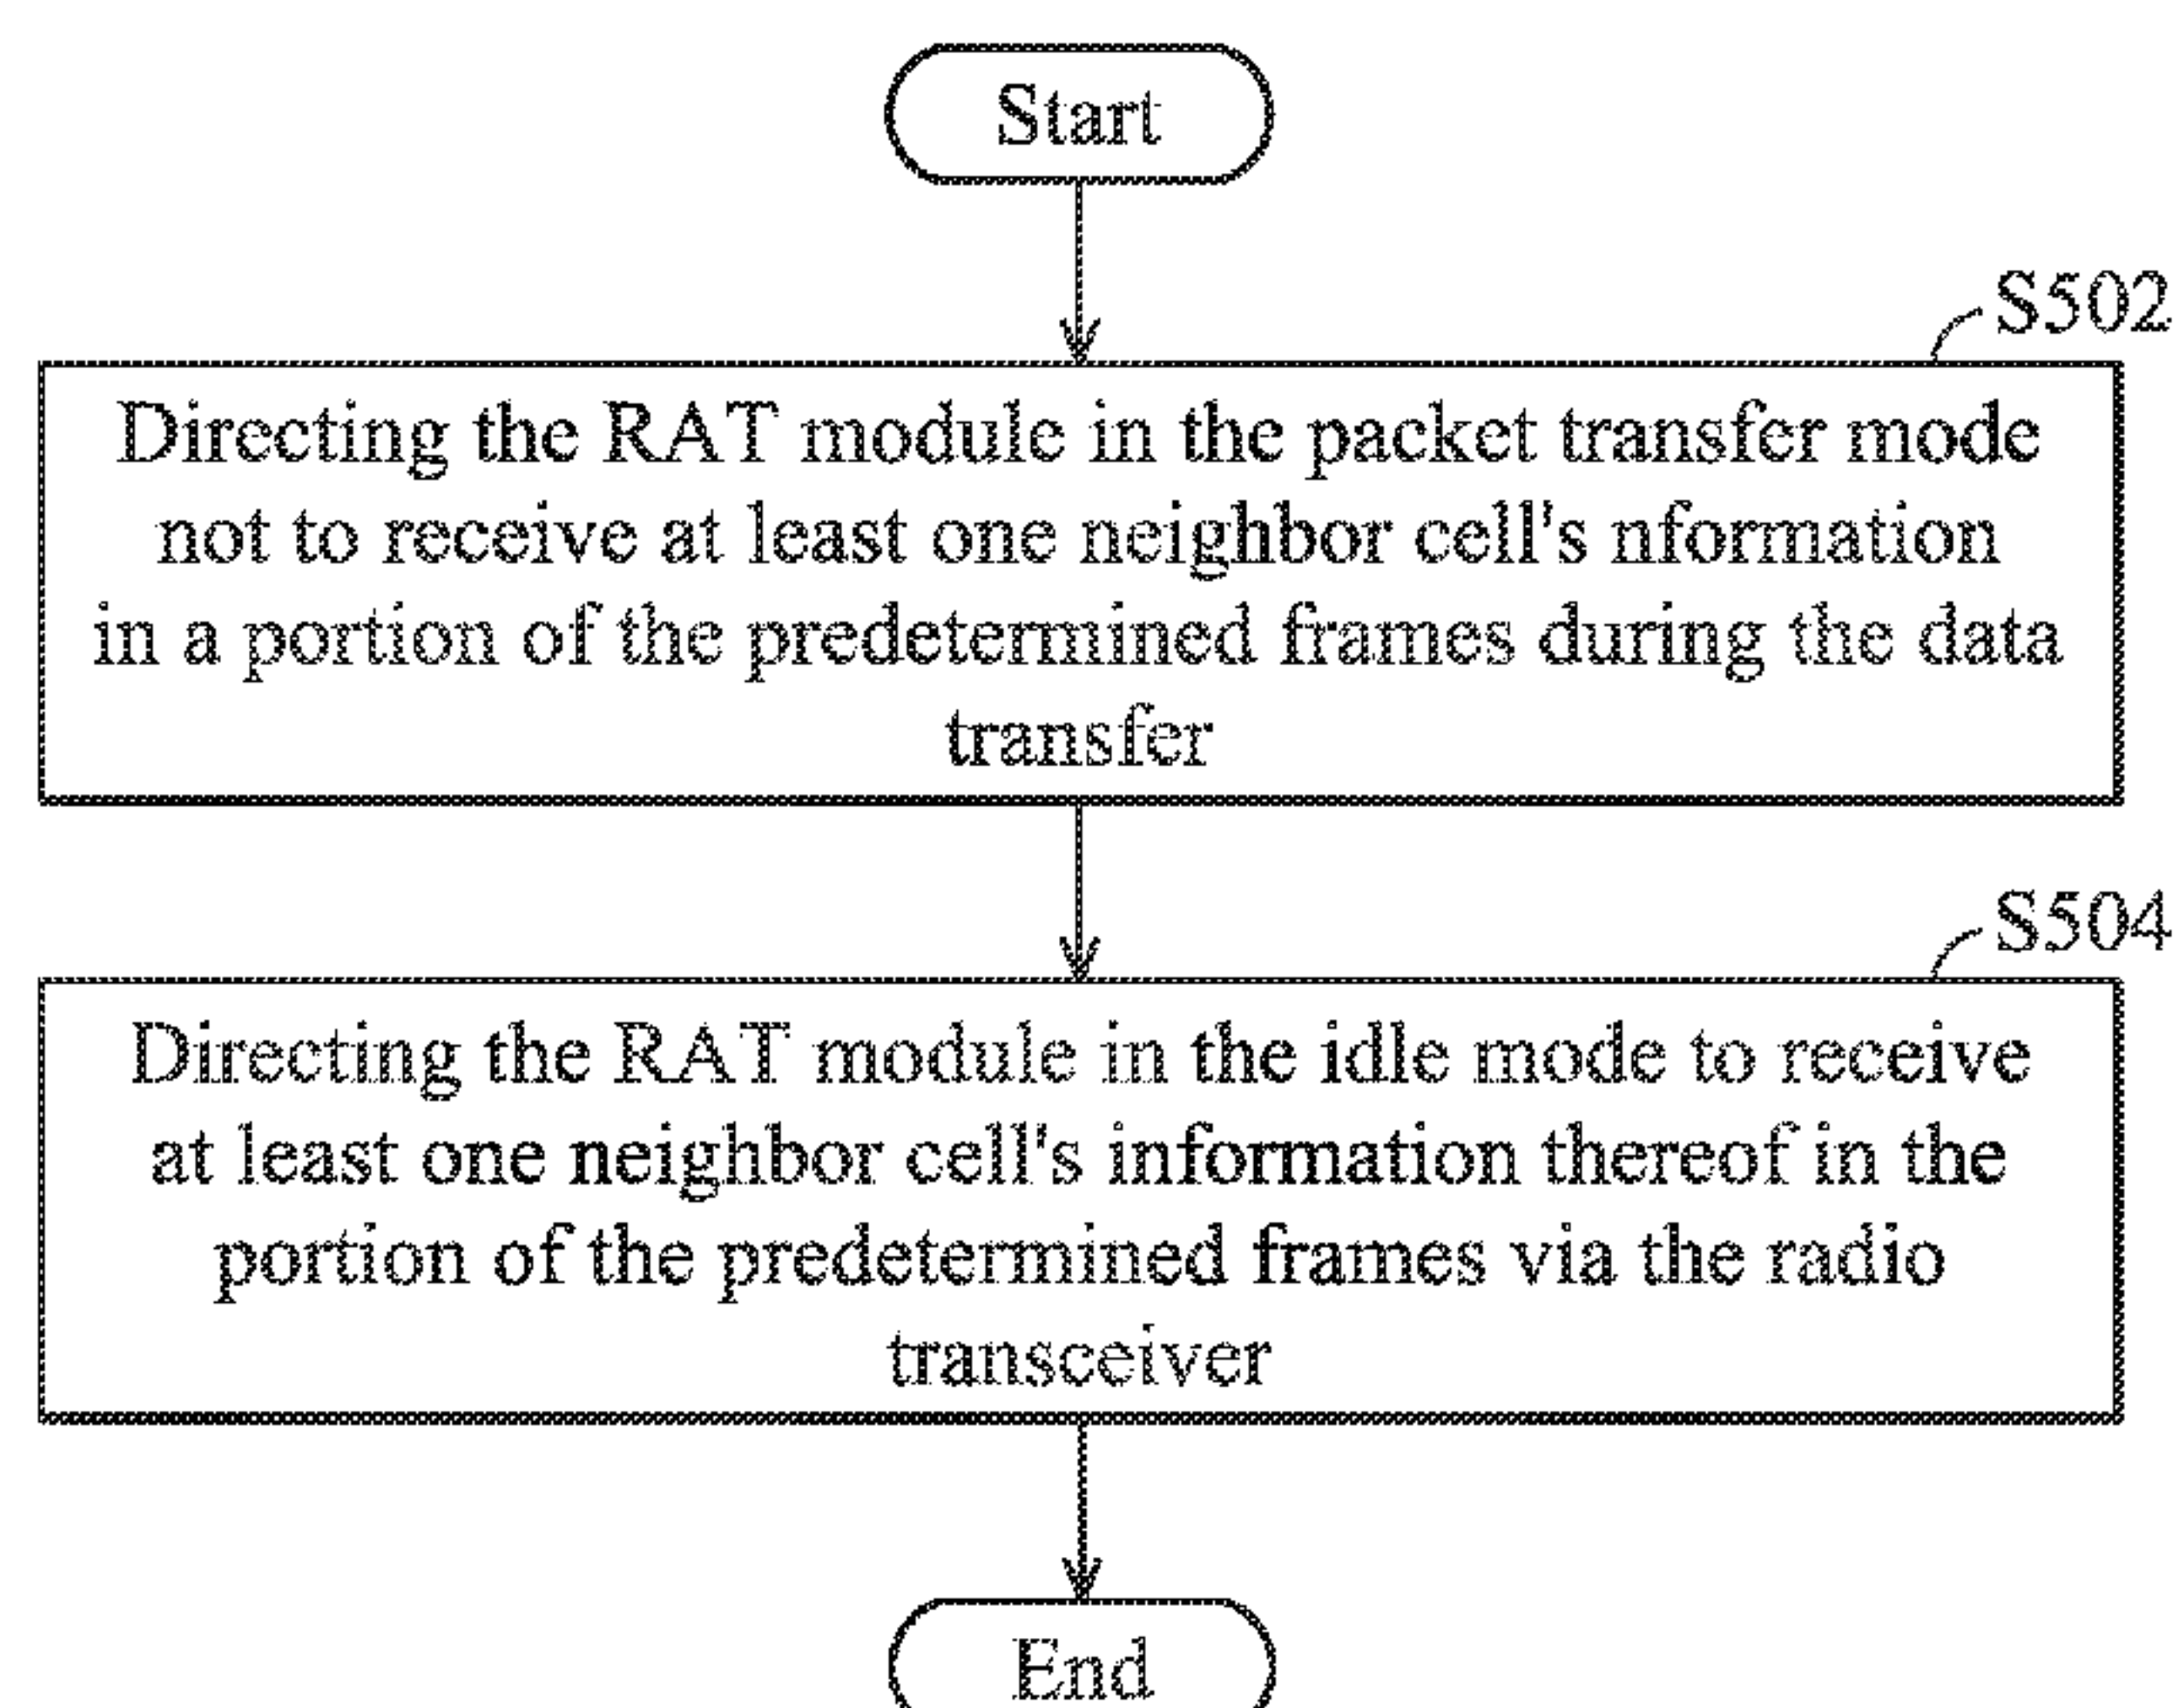 Start
S502
Directing the RAT module in the packet transfer mode
not to receive at least one neighbor cell's nformation
in a portion of the predetermined frames during the data
transfer
S504
Directing the RAT module in the idle mode to receive
at least one neighbor cell's information thereof in the
portion of the predetermined frames via the radio
transceiver
End